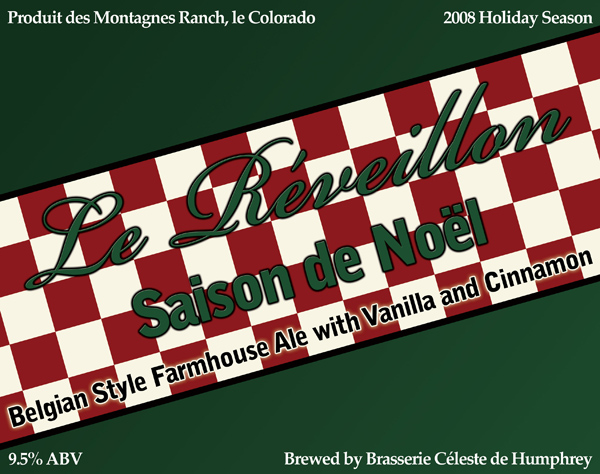 Produit des Montagnes Ranch, le Colorado
2008 Holiday Season
Le Réveillon
Saison de Noël
Belgian Style Farmhouse Ale with Vanilla and Cinnamon
9.5% ABV
Brewed by Brasserie Céleste de Humphrey